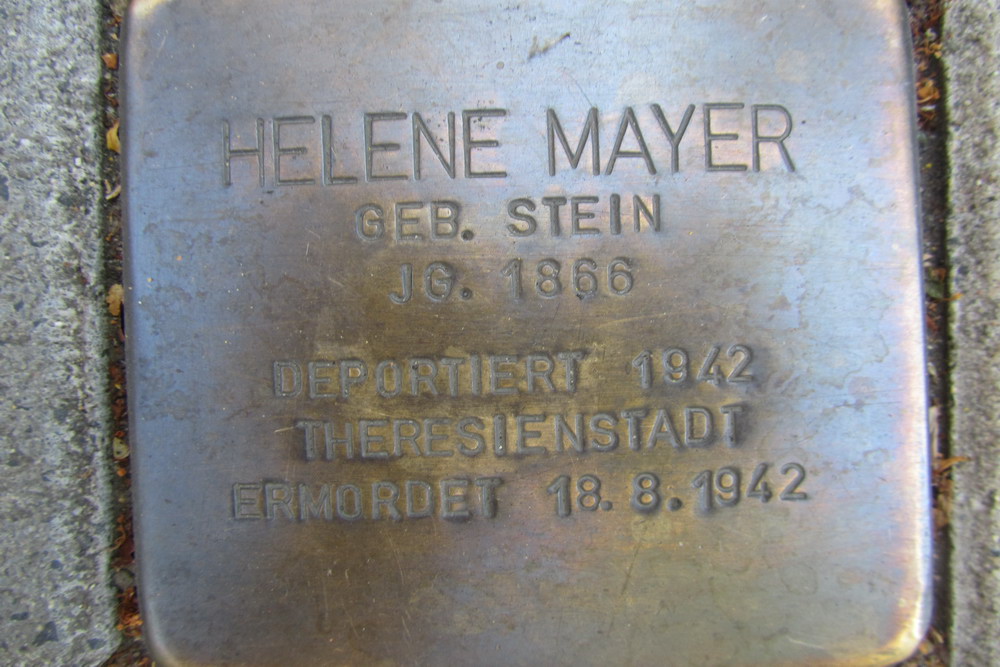 HELENE MAYER
GEB. STEIN
JG. 1866
DEPORTIERT 1942
THERESIENSTADT
ERMORDET 18.8.1942